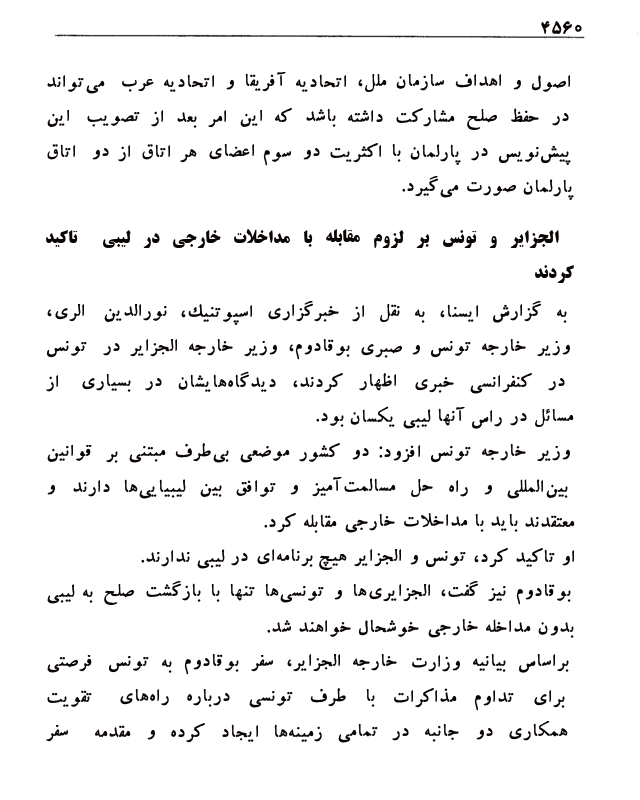 ۴۵۶۰
اصول و اهداف سازمان ملل، اتحادیه آفریقا و اتحادیه عرب می‌تواند
در حفظ صلح مشارکت داشته باشد که این امر بعد از تصویب این
پیش‌نویس در پارلمان با اکثریت دو سوم اعضای هر اتاق از دو اتاق
پارلمان صورت می‌گیرد.
الجزایر و تونس بر لزوم مقابله با مداخلات خارجی در لیبی تاکید
کردند
به گزارش ایسنا، به نقل از خبرگزاری اسپوتنیك، نورالدین الری،
وزیر خارجه تونس و صبری بوقادوم، وزیر خارجه الجزایر در تونس
در کنفرانسی خبری اظهار کردند، دیدگاه‌هایشان در بسیاری از
مسائل در راس آنها لیبی یکسان بود.
وزیر خارجه تونس افزود: دو کشور موضعی بی‌طرف مبتنی بر قوانین
بین‌المللی و راه حل مسالمت‌آمیز و توافق بین لیبیایی‌ها دارند و
معتقدند باید با مداخلات خارجی مقابله کرد.
او تاکید کرد، تونس و الجزایر هیچ برنامه‌ای در لیبی ندارند.
بوقادوم نیز گفت، الجزایری‌ها و تونسی‌ها تنها با بازگشت صلح به لیبی
بدون مداخله خارجی خوشحال خواهند شد.
براساس بیانیه وزارت خارجه الجزایر، سفر بوقادوم به تونس فرصتی
برای تداوم مذاکرات با طرف تونسی درباره راه‌های تقویت
همکاری دو جانبه در تمامی زمینه‌ها ایجاد کرده و مقدمه سفر